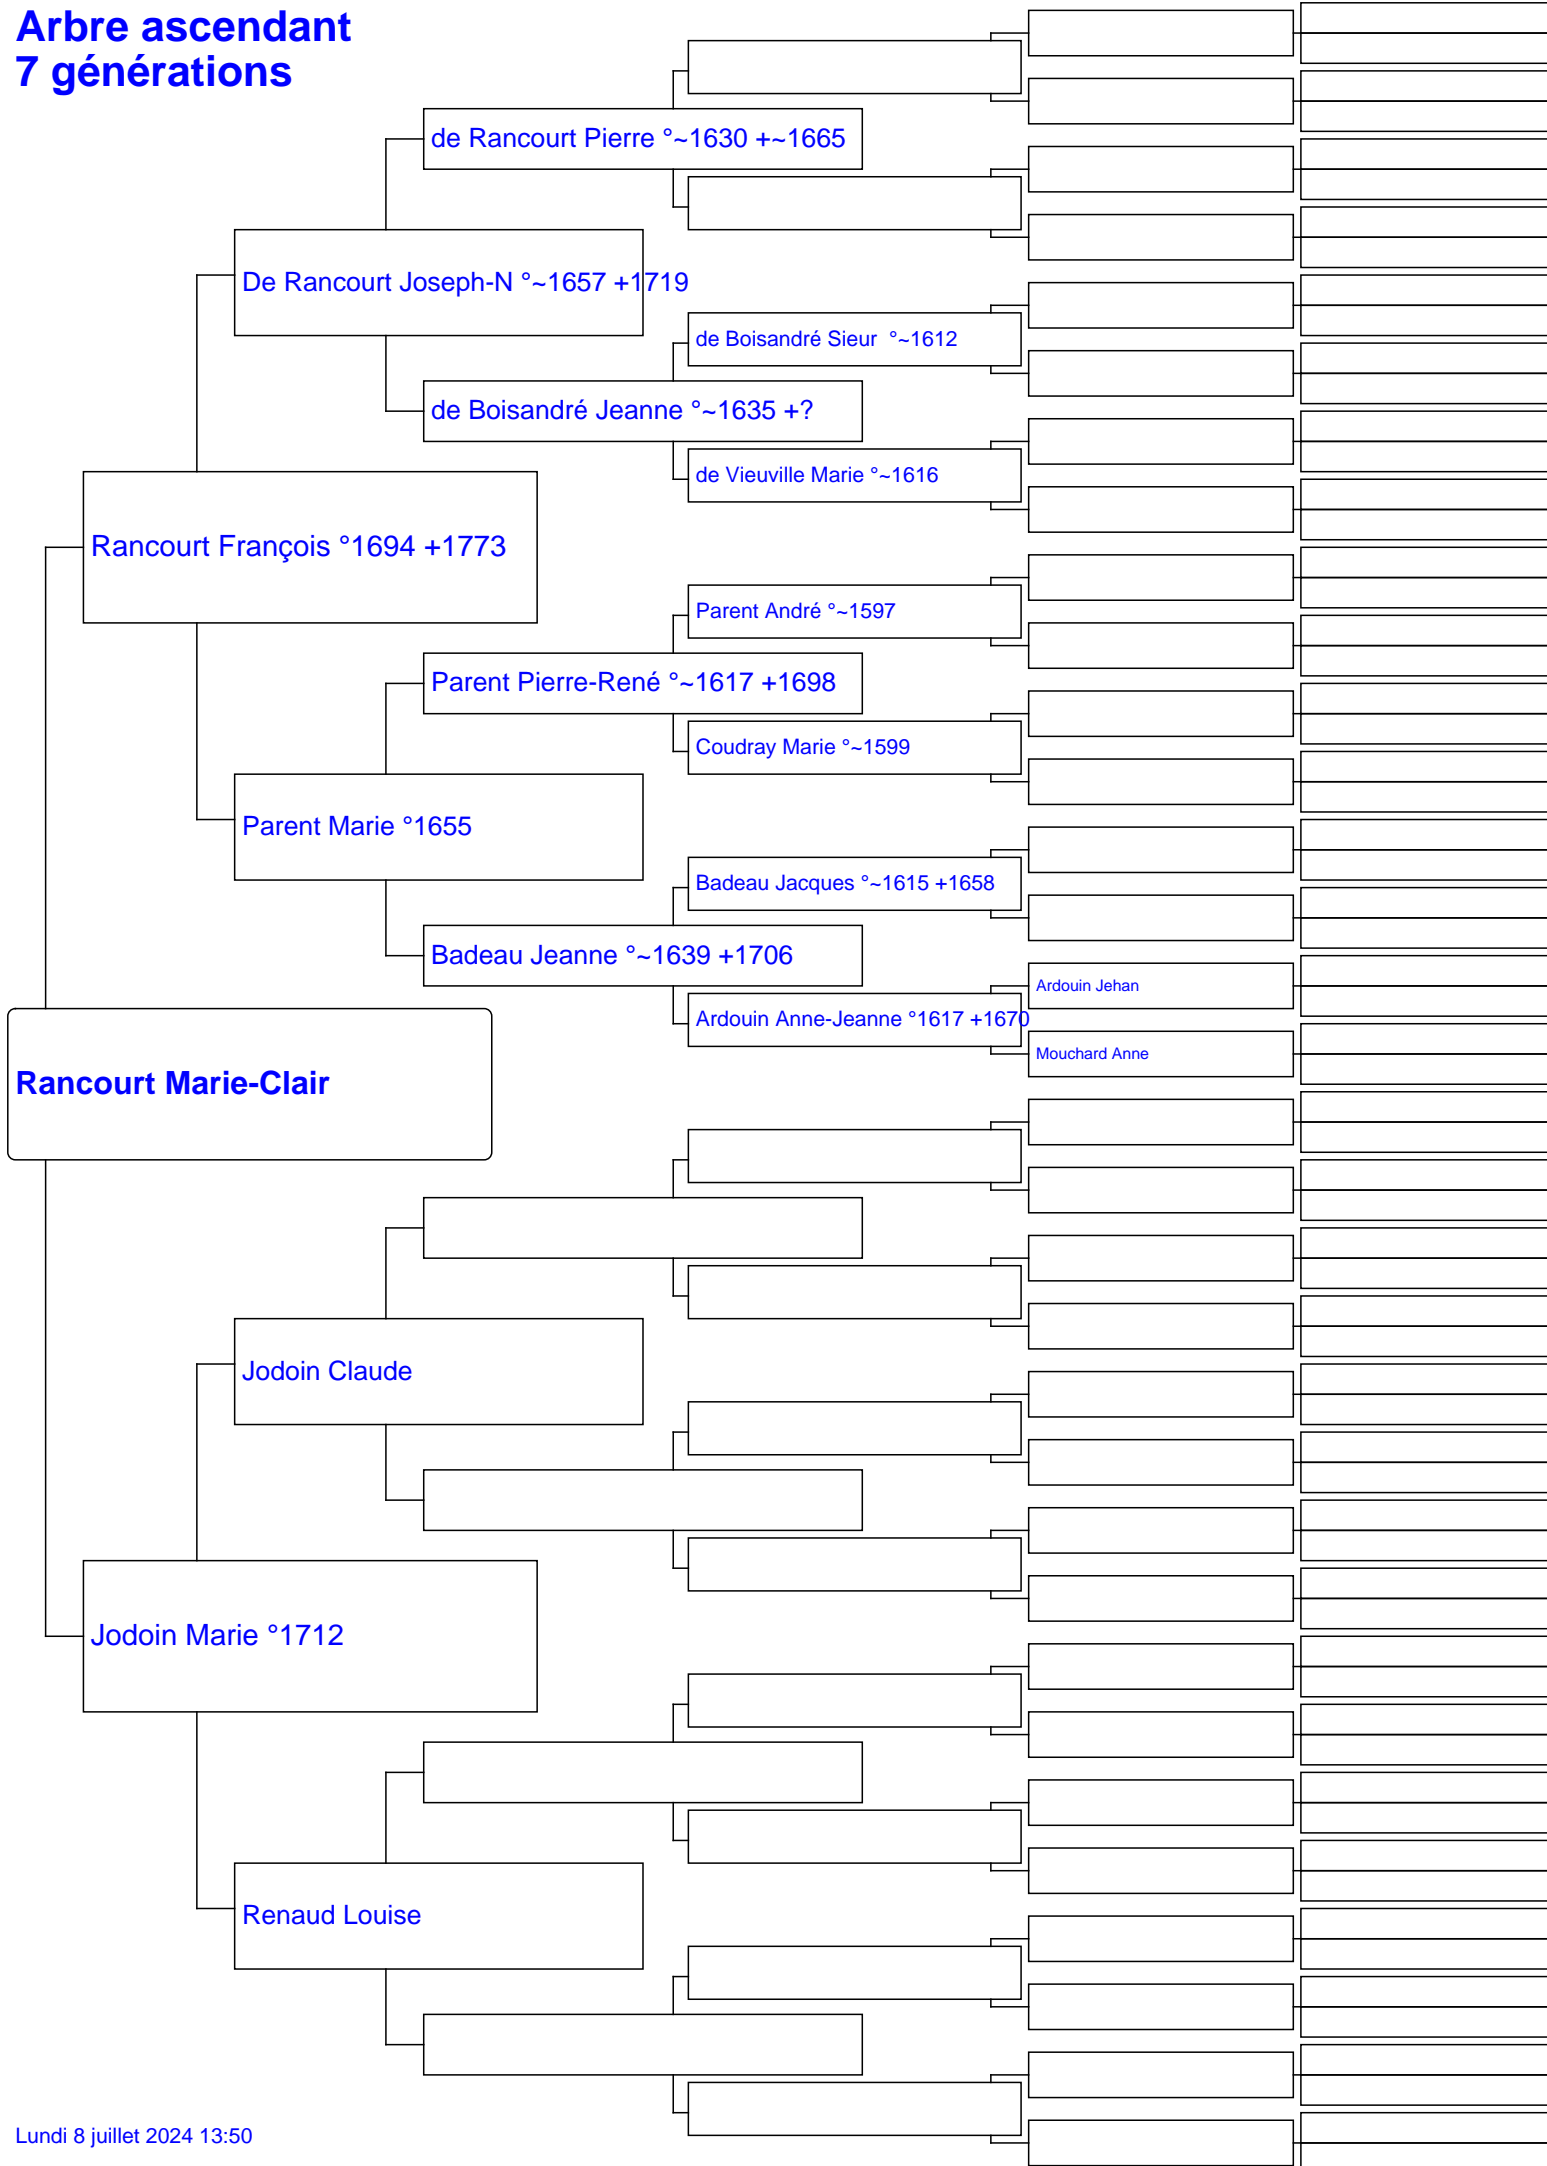 Arbre ascendant
7 générations
de Rancourt Pierre °~1630 +~1665
De Rancourt Joseph-N °~1657 +1719
de Boisandré Sieur  °~1612
de Boisandré Jeanne °~1635 +?
de Vieuville Marie °~1616
Rancourt François °1694 +1773
Parent André °~1597
Parent Pierre-René °~1617 +1698
Coudray Marie °~1599
Parent Marie °1655
Badeau Jacques °~1615 +1658
Badeau Jeanne °~1639 +1706
Ardouin Jehan
Ardouin Anne-Jeanne °1617 +1670
Mouchard Anne
Rancourt Marie-Clair
Jodoin Claude
Jodoin Marie °1712
Renaud Louise
Lundi 8 juillet 2024 13:50